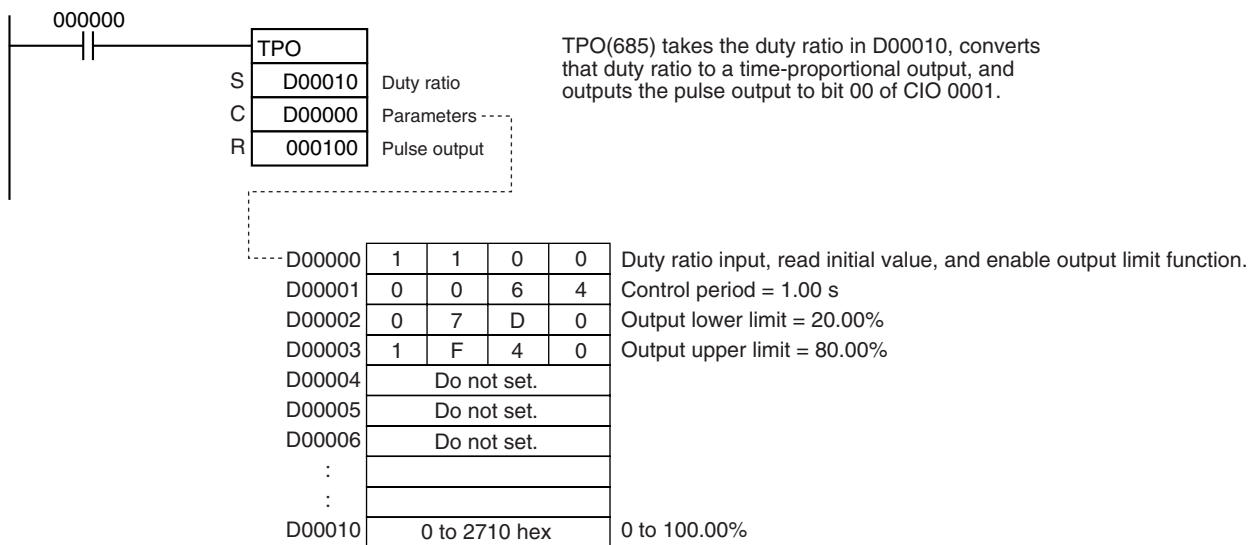 000000
TPO
S D00010 Duty ratio
C D00000 Parameters
R 000100 Pulse output
TPO(685) takes the duty ratio in D00010, converts
that duty ratio to a time-proportional output, and
outputs the pulse output to bit 00 of CIO 0001.
D00000 1 1 0 0 Duty ratio input, read initial value, and enable output limit function.
D00001 0 0 6 4 Control period = 1.00 s
D00002 0 7 D 0 Output lower limit = 20.00%
D00003 1 F 4 0 Output upper limit = 80.00%
D00004 Do not set.
D00005 Do not set.
D00006 Do not set.
:
:
D00010 0 to 2710 hex 0 to 100.00%